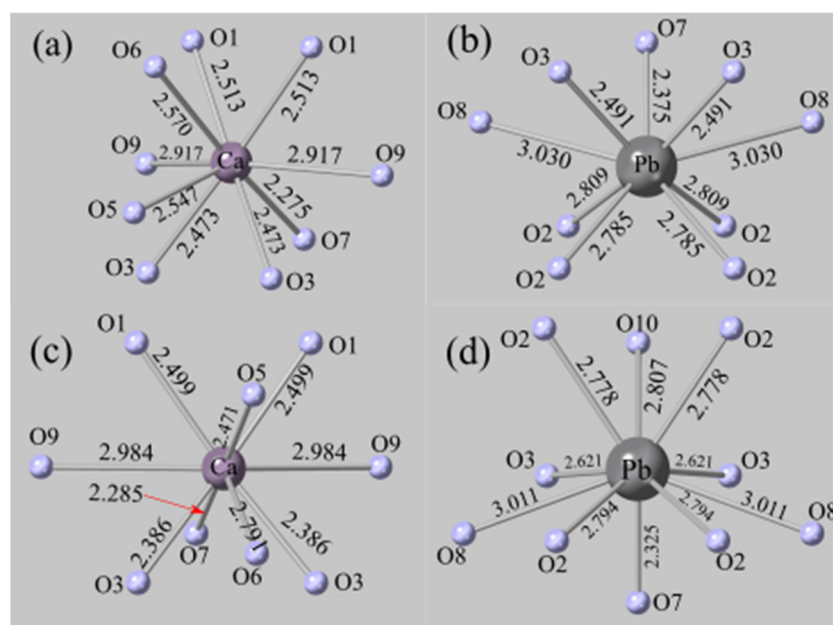 (a)
O1
O1
O6
2.513
2.513
2.570
O9
2.917
Ca
2.917
O9
O5
2.547
2.275
2.473
2.473
O7
O3
O3
(b)
O7
O3
O3
2.375
2.491
2.491
O8
O8
3.030
Pb
3.030
2.809
2.809
O2
O2
2.785
2.785
O2
O2
(c)
O1
O1
2.499
O5
2.499
2.471
O9
2.984
Ca
2.984
O9
2.285
2.386
2.791
2.386
O7
O6
O3
O3
(d)
O2
O10
O2
2.778
2.807
2.778
O3
2.621
Pb
2.621
O3
3.011
3.011
2.794
2.794
O8
O8
O2
O2
2.325
O7